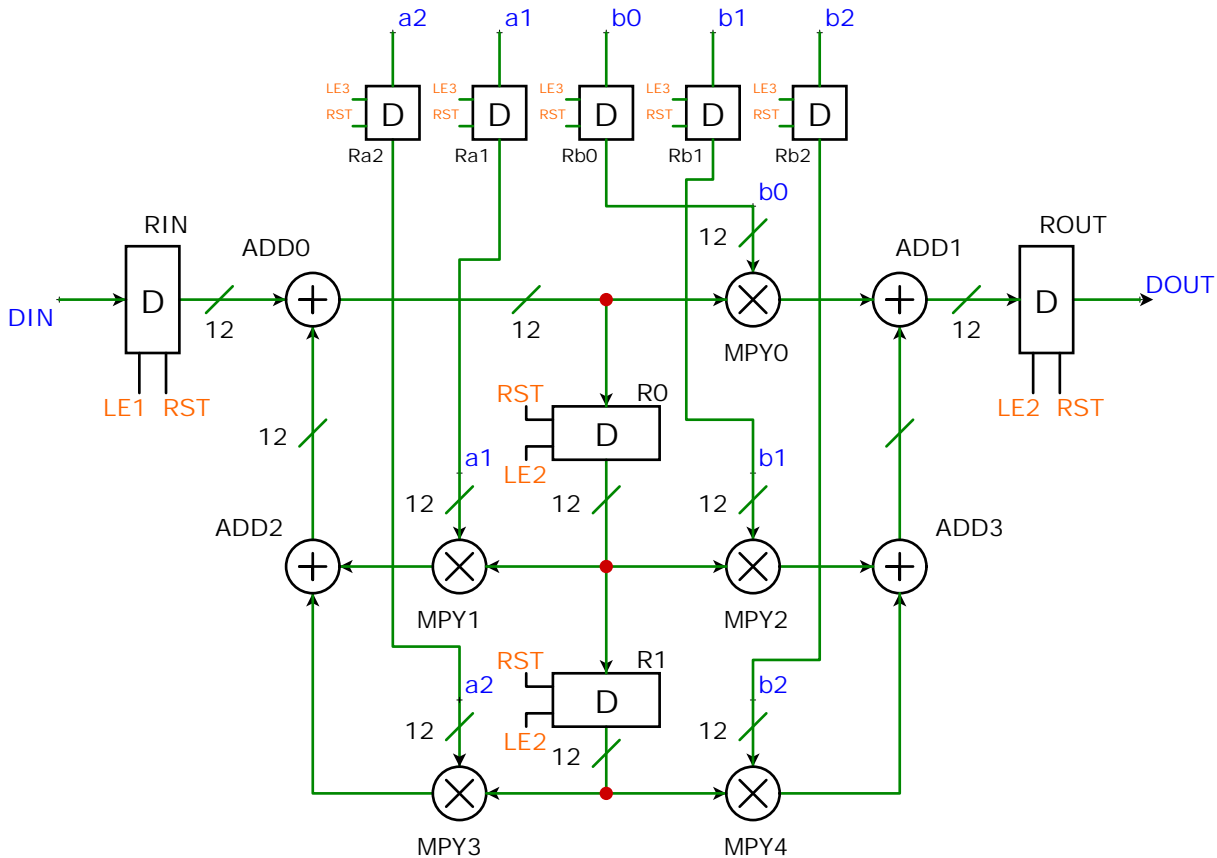 a2 a1 b0 b1 b2
LE3 LE3 LE3 LE3 LE3
D D D D D
RST RST RST RST RST
Ra2 Ra1 Rb0 Rb1 Rb2
b0
RIN ROUT
12
ADD0 ADD1
DIN D D DOUT
12 12 12
MPY0
RST R0
LE1 RST LE2 RST
12 D
a1 LE2 b1
12 12 12
ADD2 ADD3
MPY1 MPY2
RST R1
a2 b2
D
12 LE2 12
12
MPY3 MPY4